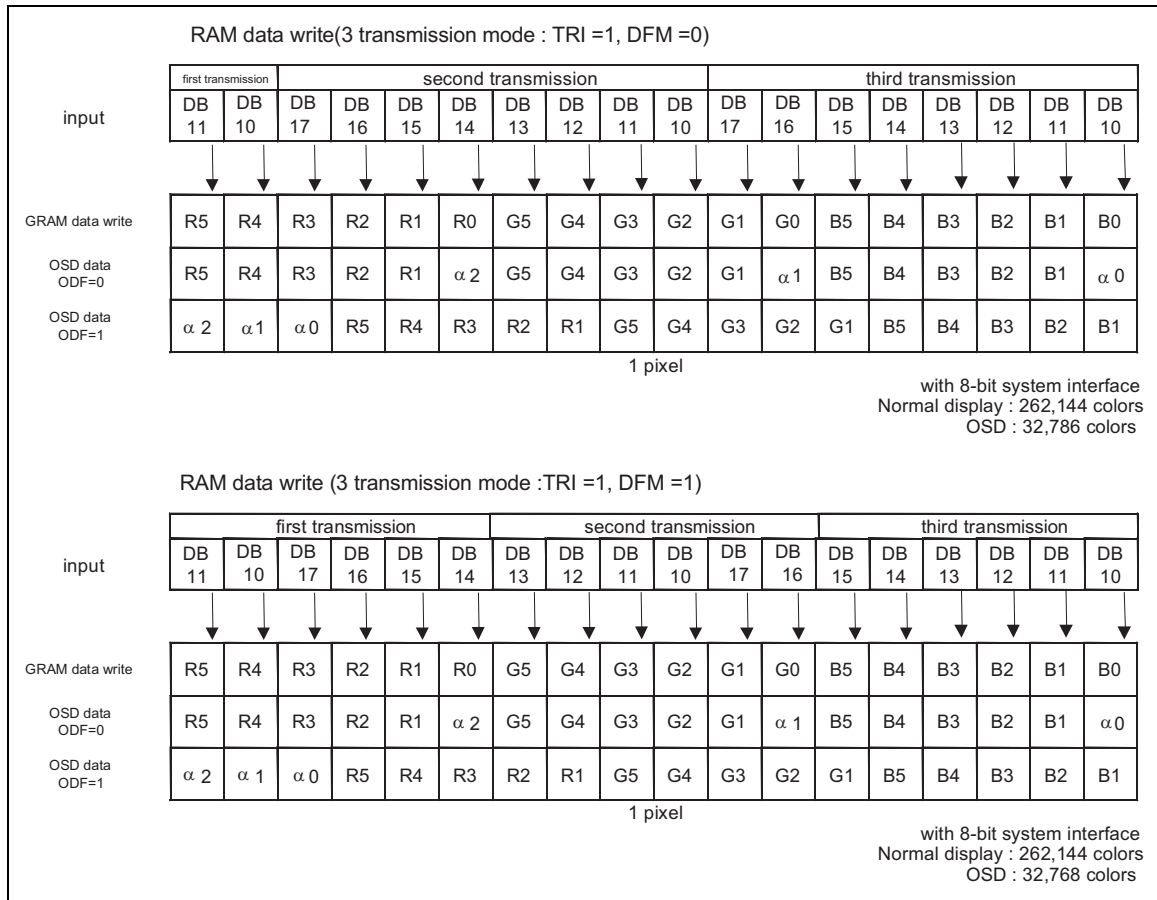 RAM data write(3 transmission mode : TRI =1, DFM =0)
first transmission second transmission third transmission
input DB 11 DB 10 DB 17 DB 16 DB 15 DB 14 DB 13 DB 12 DB 11 DB 10 DB 17 DB 16 DB 15 DB 14 DB 13 DB 12 DB 11 DB 10
GRAM data write R5 R4 R3 R2 R1 R0 G5 G4 G3 G2 G1 G0 B5 B4 B3 B2 B1 B0
OSD data ODF=0 R5 R4 R3 R2 R1 α2 G5 G4 G3 G2 G1 α1 B5 B4 B3 B2 B1 α0
OSD data ODF=1 α2 α1 α0 R5 R4 R3 R2 R1 G5 G4 G3 G2 G1 B5 B4 B3 B2 B1
1 pixel
with 8-bit system interface
Normal display : 262,144 colors
OSD : 32,786 colors
RAM data write (3 transmission mode :TRI =1, DFM =1)
first transmission second transmission third transmission
input DB 11 DB 10 DB 17 DB 16 DB 15 DB 14 DB 13 DB 12 DB 11 DB 10 DB 17 DB 16 DB 15 DB 14 DB 13 DB 12 DB 11 DB 10
GRAM data write R5 R4 R3 R2 R1 R0 G5 G4 G3 G2 G1 G0 B5 B4 B3 B2 B1 B0
OSD data ODF=0 R5 R4 R3 R2 R1 α2 G5 G4 G3 G2 G1 α1 B5 B4 B3 B2 B1 α0
OSD data ODF=1 α2 α1 α0 R5 R4 R3 R2 R1 G5 G4 G3 G2 G1 B5 B4 B3 B2 B1
1 pixel
with 8-bit system interface
Normal display : 262,144 colors
OSD : 32,768 colors